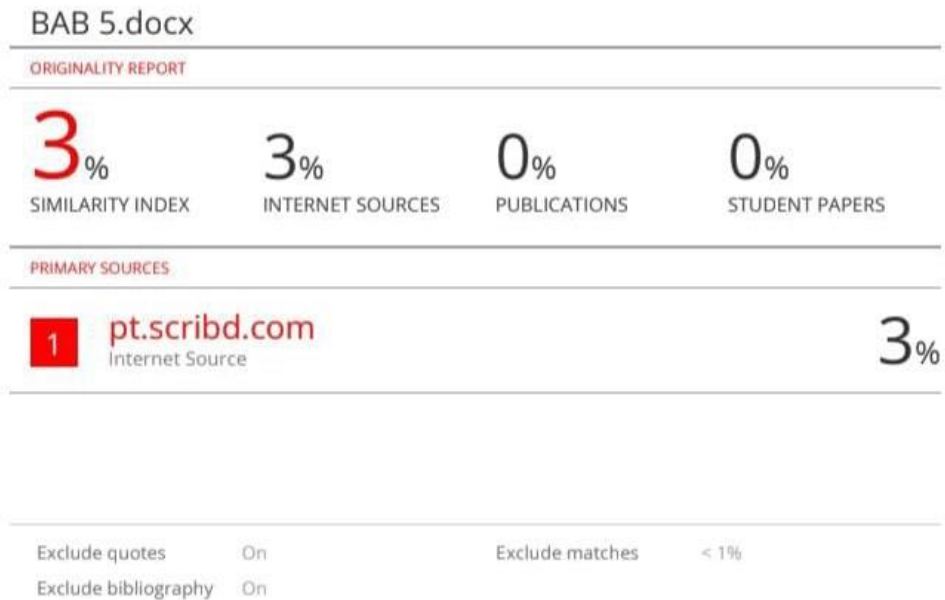 BAB 5.docx
ORIGINALITY REPORT
3% 3% 0% 0%
SIMILARITY INDEX INTERNET SOURCES PUBLICATIONS STUDENT PAPERS
PRIMARY SOURCES
1 pt.scribd.com 3%
Internet Source
Exclude quotes On Exclude matches < 1%
Exclude bibliography On